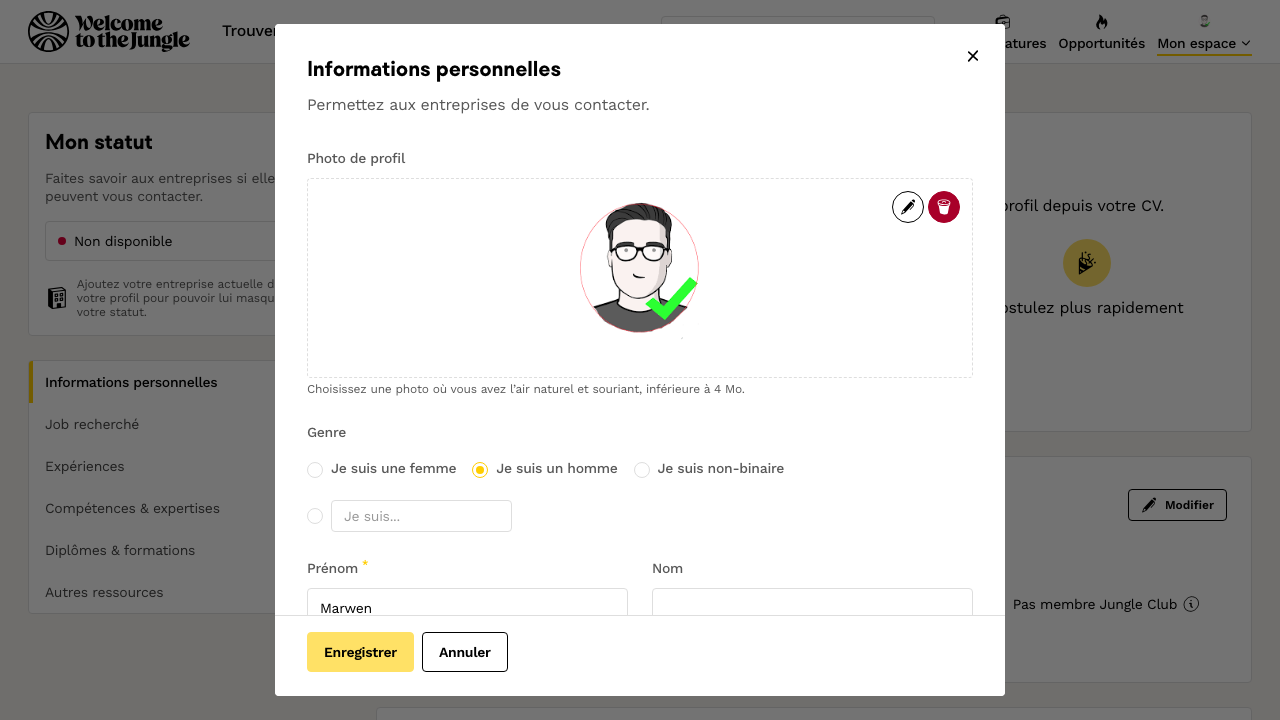 Welcome
to the Jungle
Trouver
atures
Opportunités
Mon espace
Mon statut
Faites savoir aux entreprises si elle
peuvent vous contacter.
Non disponible
Ajoutez votre entreprise actuelle d
votre profil pour pouvoir lui masqu
votre statut.
Informations personnelles
Job recherché
Expériences
Compétences & expertises
Diplômes & formations
Autres ressources
Informations personnelles
Permettez aux entreprises de vous contacter.
Photo de profil
Choisissez une photo où vous avez l'air naturel et souriant, inférieure à 4 Mo.
Genre
Je suis une femme
Je suis un homme
Je suis non-binaire
Je suis...
Prénom *
Nom
Marwen
Enregistrer
Annuler
profil depuis votre CV.
ostulez plus rapidement
Modifier
Pas membre Jungle Club